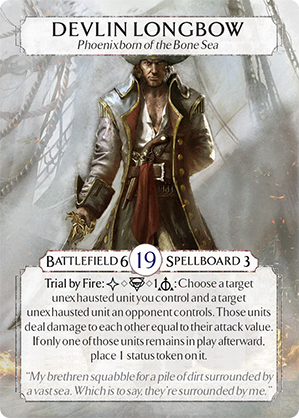 DEVLIN LONGBOW
Phoenixborn of the Bone Sea
BATTLEFIELD 6 19 SPELLBOARD 3
Trial by Fire: 1 : Choose a target
unexhausted unit you control and a target
unexhausted unit an opponent controls. Those units
deal damage to each other equal to their attack value.
If only one of those units remains in play afterward,
place 1 status token on it.
"My brethren squabble for a pile of dirt surrounded by
a vast sea. Which is to say, they're surrounded by me."